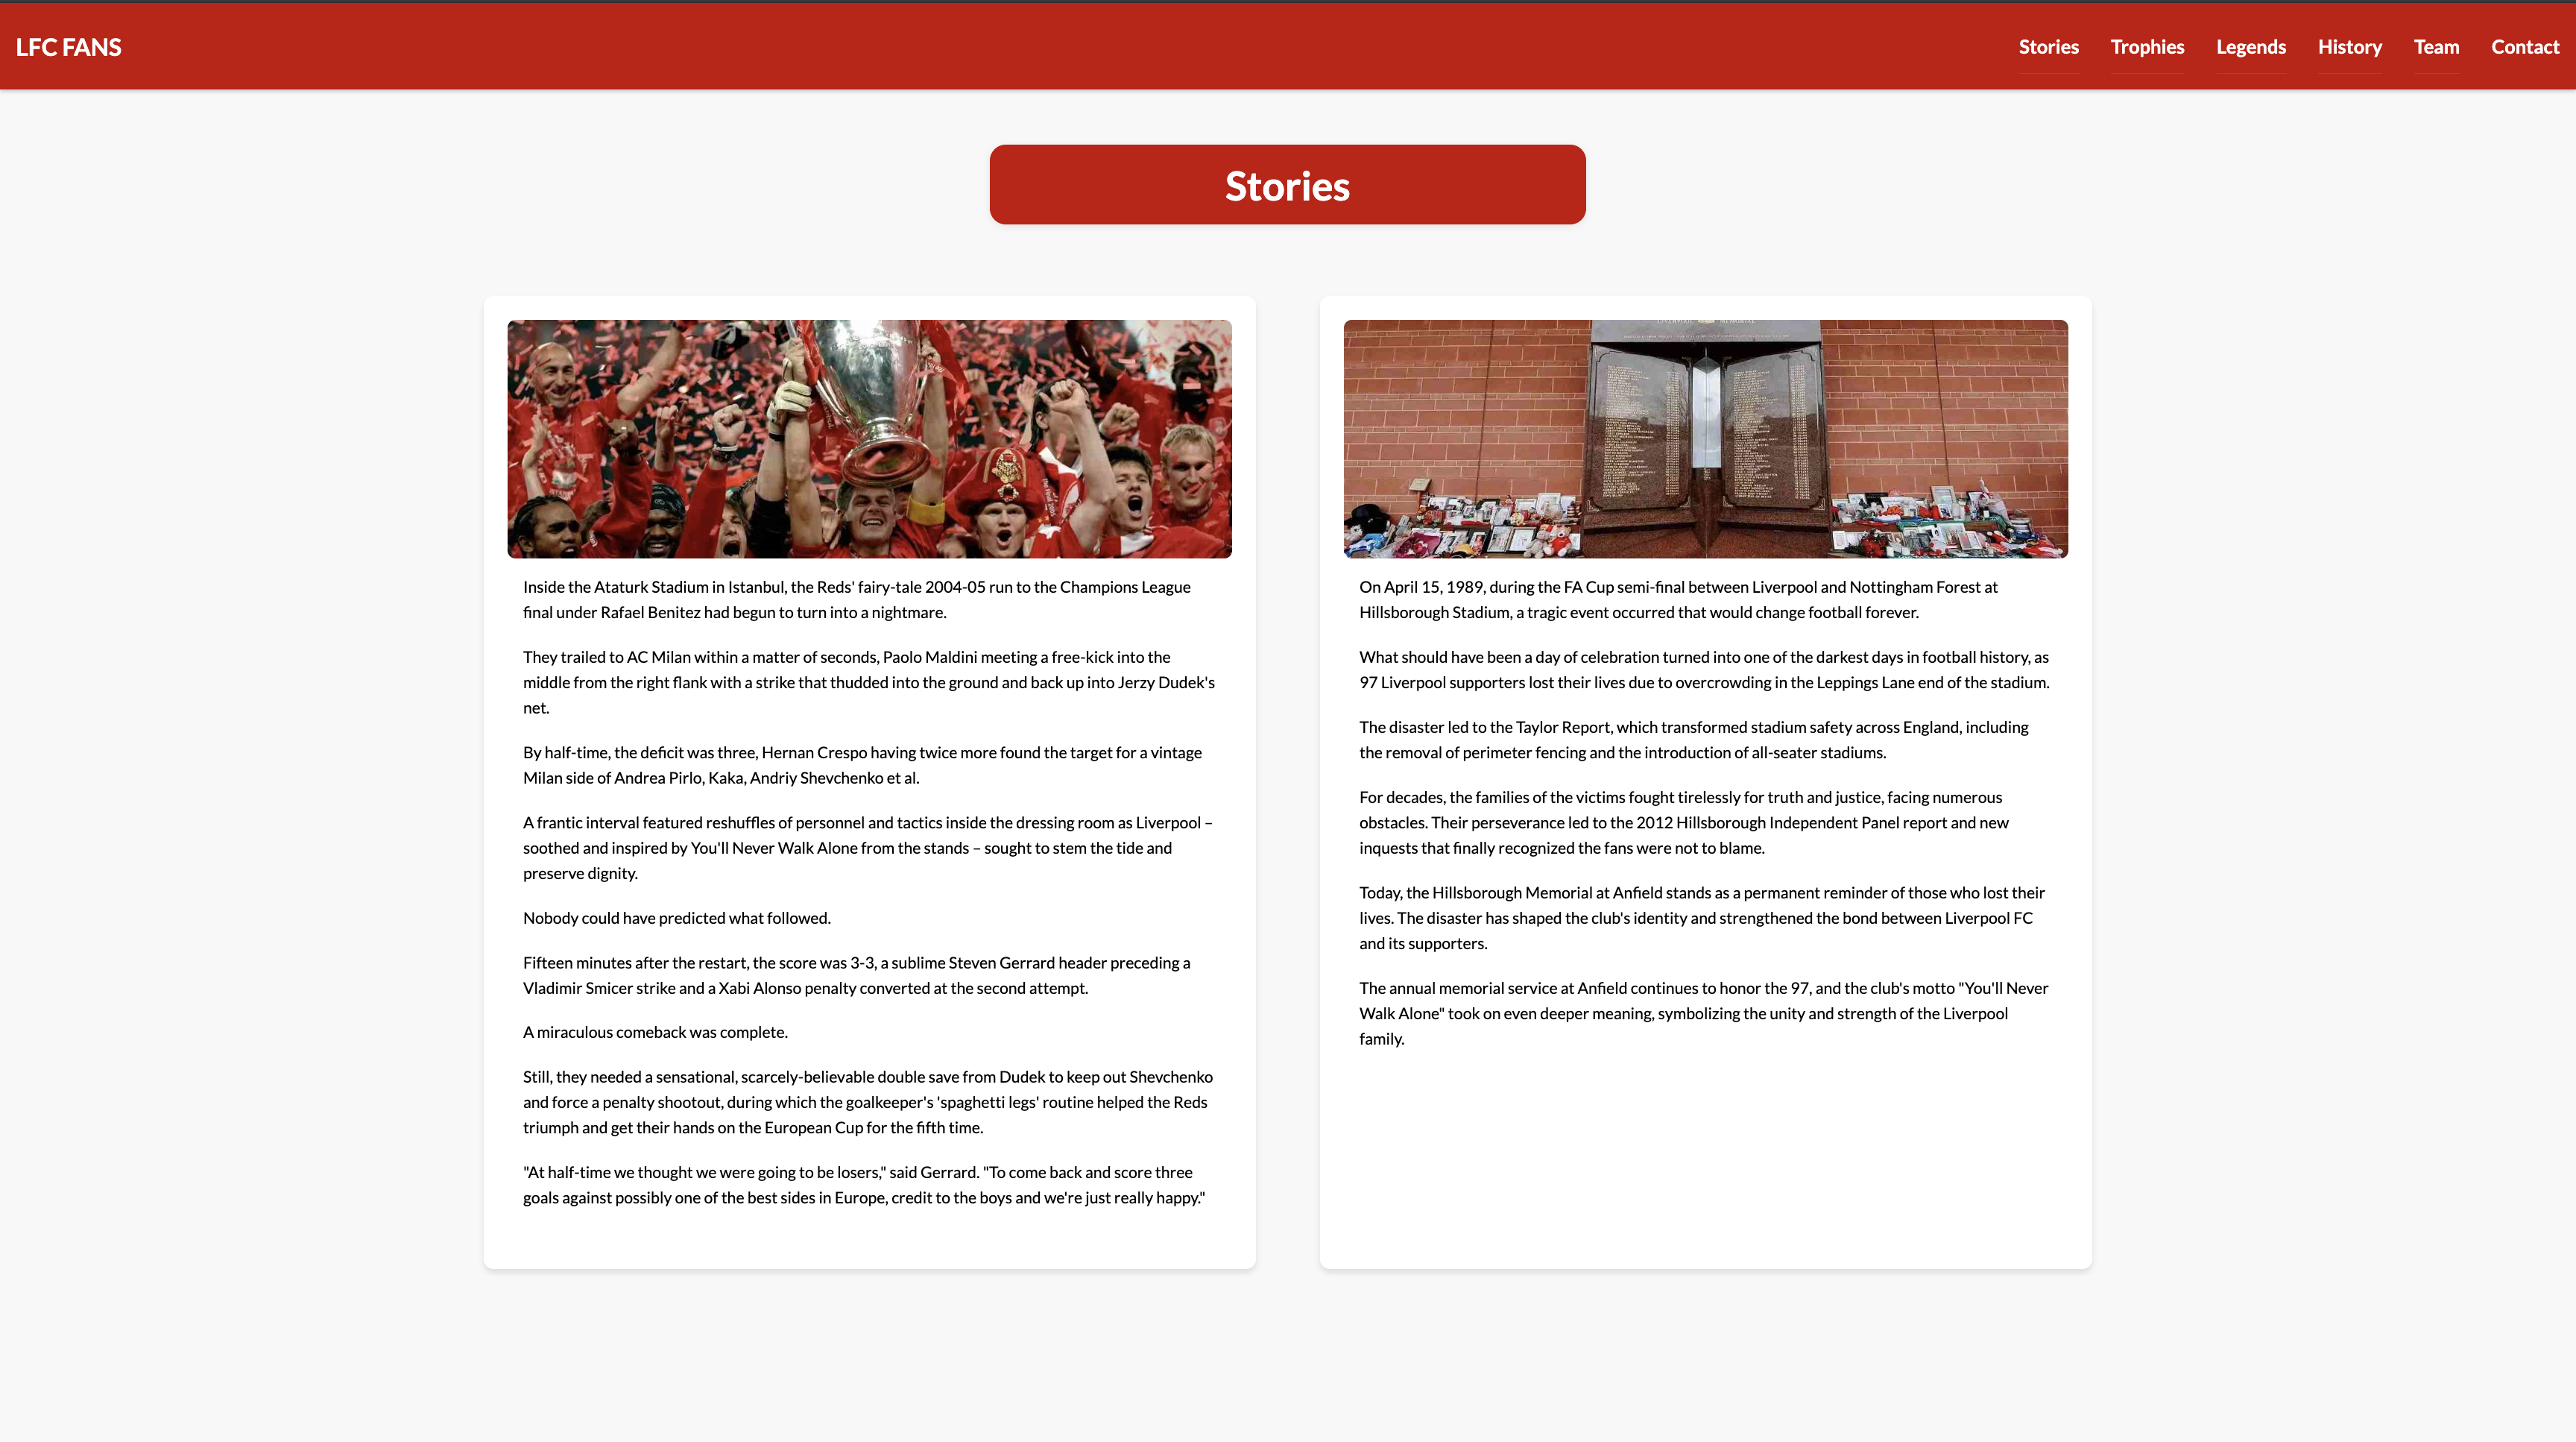 LFC FANS
Stories
Trophies
Legends
History
Team
Contact
Stories
Inside the Ataturk Stadium in Istanbul, the Reds' fairy-tale 2004-05 run to the Champions League
final under Rafael Benitez had begun to turn into a nightmare.
They trailed to AC Milan within a matter of seconds, Paolo Maldini meeting a free-kick into the
middle from the right flank with a strike that thudded into the ground and back up into Jerzy Dudek's
net.
By half-time, the deficit was three, Hernan Crespo having twice more found the target for a vintage
Milan side of Andrea Pirlo, Kaka, Andriy Shevchenko et al.
A frantic interval featured reshuffles of personnel and tactics inside the dressing room as Liverpool –
soothed and inspired by You'll Never Walk Alone from the stands – sought to stem the tide and
preserve dignity.
Nobody could have predicted what followed.
Fifteen minutes after the restart, the score was 3-3, a sublime Steven Gerrard header preceding a
Vladimir Smicer strike and a Xabi Alonso penalty converted at the second attempt.
A miraculous comeback was complete.
Still, they needed a sensational, scarcely-believable double save from Dudek to keep out Shevchenko
and force a penalty shootout, during which the goalkeeper's 'spaghetti legs' routine helped the Reds
triumph and get their hands on the European Cup for the fifth time.
"At half-time we thought we were going to be losers," said Gerrard. "To come back and score three
goals against possibly one of the best sides in Europe, credit to the boys and we're just really happy."
On April 15, 1989, during the FA Cup semi-final between Liverpool and Nottingham Forest at
Hillsborough Stadium, a tragic event occurred that would change football forever.
What should have been a day of celebration turned into one of the darkest days in football history, as
97 Liverpool supporters lost their lives due to overcrowding in the Leppings Lane end of the stadium.
The disaster led to the Taylor Report, which transformed stadium safety across England, including
the removal of perimeter fencing and the introduction of all-seater stadiums.
For decades, the families of the victims fought tirelessly for truth and justice, facing numerous
obstacles. Their perseverance led to the 2012 Hillsborough Independent Panel report and new
inquests that finally recognized the fans were not to blame.
Today, the Hillsborough Memorial at Anfield stands as a permanent reminder of those who lost their
lives. The disaster has shaped the club's identity and strengthened the bond between Liverpool FC
and its supporters.
The annual memorial service at Anfield continues to honor the 97, and the club's motto "You'll Never
Walk Alone" took on even deeper meaning, symbolizing the unity and strength of the Liverpool
family.